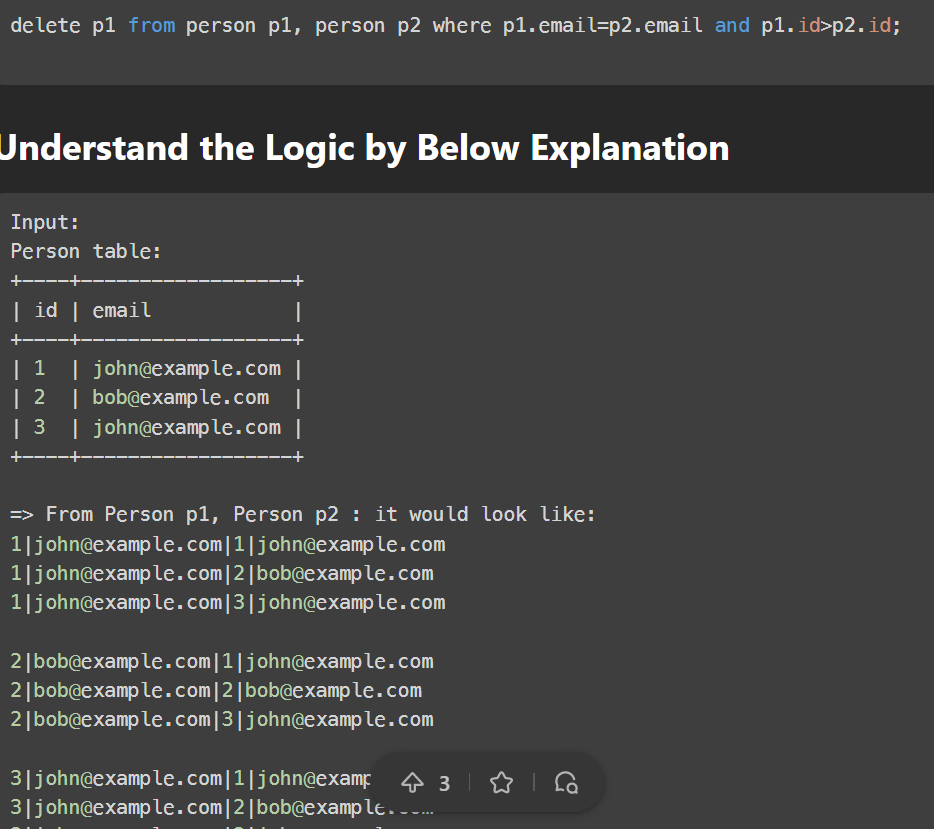 delete p1 from person p1, person p2 where p1.email=p2.email and p1.id>p2.id;
Understand the Logic by Below Explanation
Input:
Person table:
+----+------------------+
| id | email            |
+----+------------------+
| 1  | john@example.com |
| 2  | bob@example.com  |
| 3  | john@example.com |
+----+------------------+
=> From Person p1, Person p2 : it would look like:
1|john@example.com|1|john@example.com
1|john@example.com|2|bob@example.com
1|john@example.com|3|john@example.com
2|bob@example.com|1|john@example.com
2|bob@example.com|2|bob@example.com
2|bob@example.com|3|john@example.com
3|john@example.com|1|john@examp
3|john@example.com|2|bob@example.
3